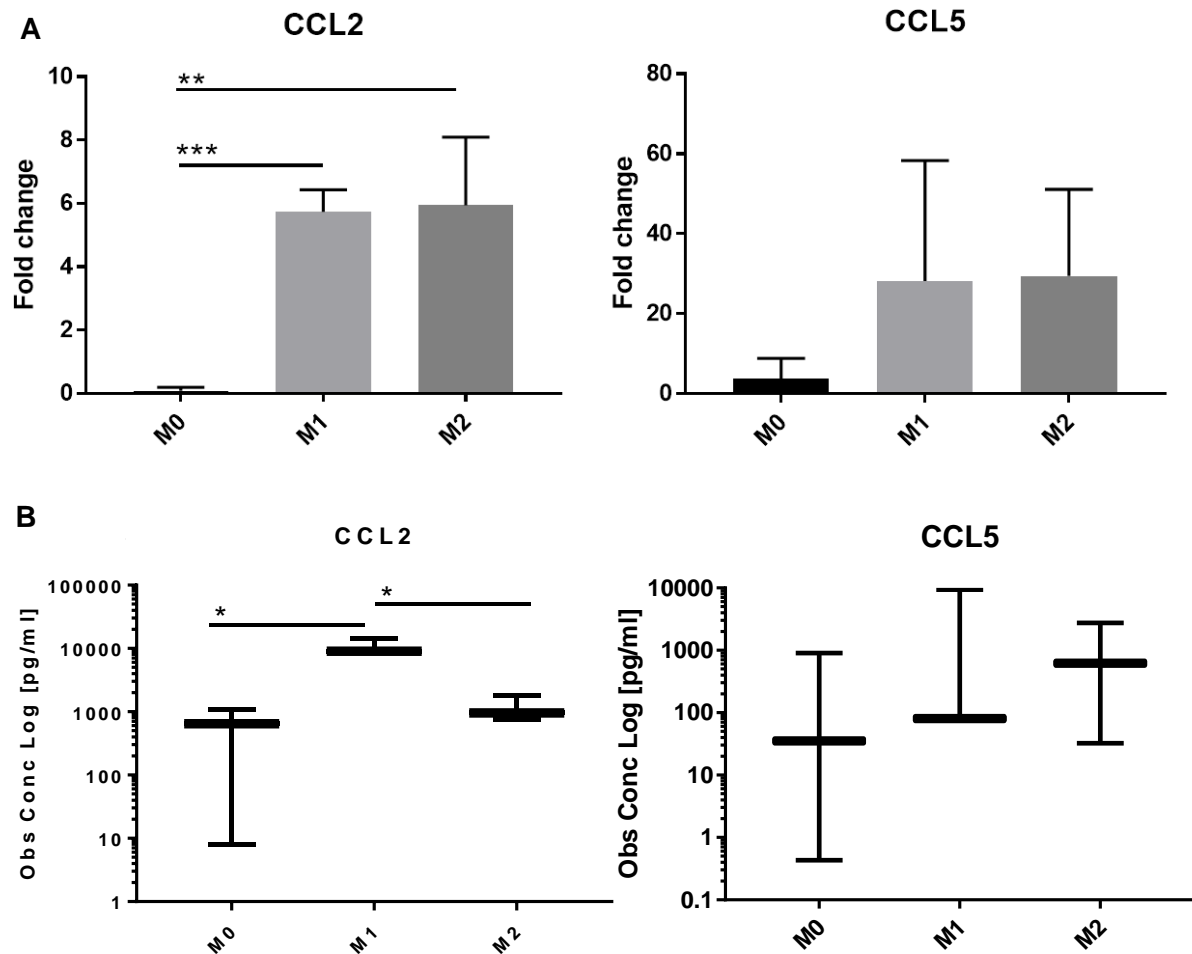 A
CCL2
CCL5
Fold change
10
8
6
4
2
0
**
***
M0
M1
M2
Fold change
80
60
40
20
0
M0
M1
M2
B
CCL2
CCL5
Obs Conc Log [pg/ml]
100000
10000
1000
100
10
1
*
*
M0
M1
M2
Obs Conc Log [pg/ml]
10000
1000
100
10
1
0.1
M0
M1
M2